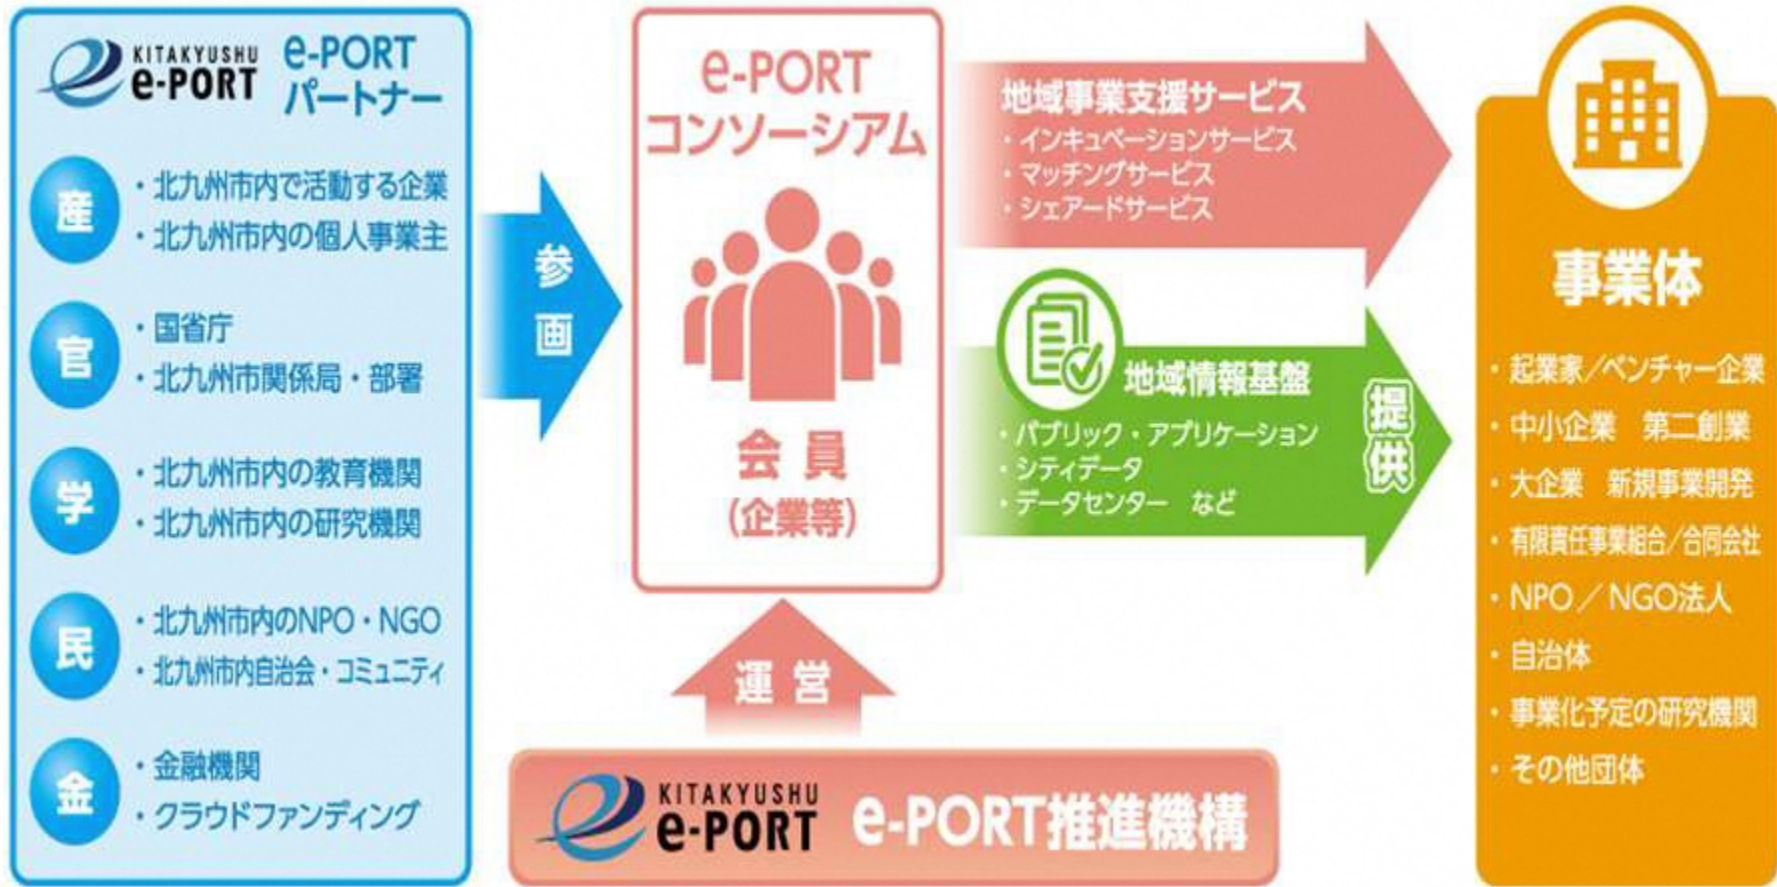 KITAKYUSHU
e-PORT
e-PORT
パートナー
産
・北九州市内で活動する企業
・北九州市内の個人事業主
官
・国省庁
・北九州市関係局・部署
学
・北九州市内の教育機関
・北九州市内の研究機関
民
・北九州市内のNPO・NGO
・北九州市内自治会・コミュニティ
金
・金融機関
・クラウドファンディング
参画
e-PORT
コンソーシアム
会員
(企業等)
運営
KITAKYUSHU
e-PORT
e-PORT推進機構
地域事業支援サービス
・インキュベーションサービス
・マッチングサービス
・シェアードサービス
地域情報基盤
・パブリック・アプリケーション
・シティデータ
・データセンター など
提供
事業体
・起業家／ベンチャー企業
・中小企業 第二創業
・大企業 新規事業開発
・有限責任事業組合／合同会社
・NPO／NGO法人
・自治体
・事業化予定の研究機関
・その他団体